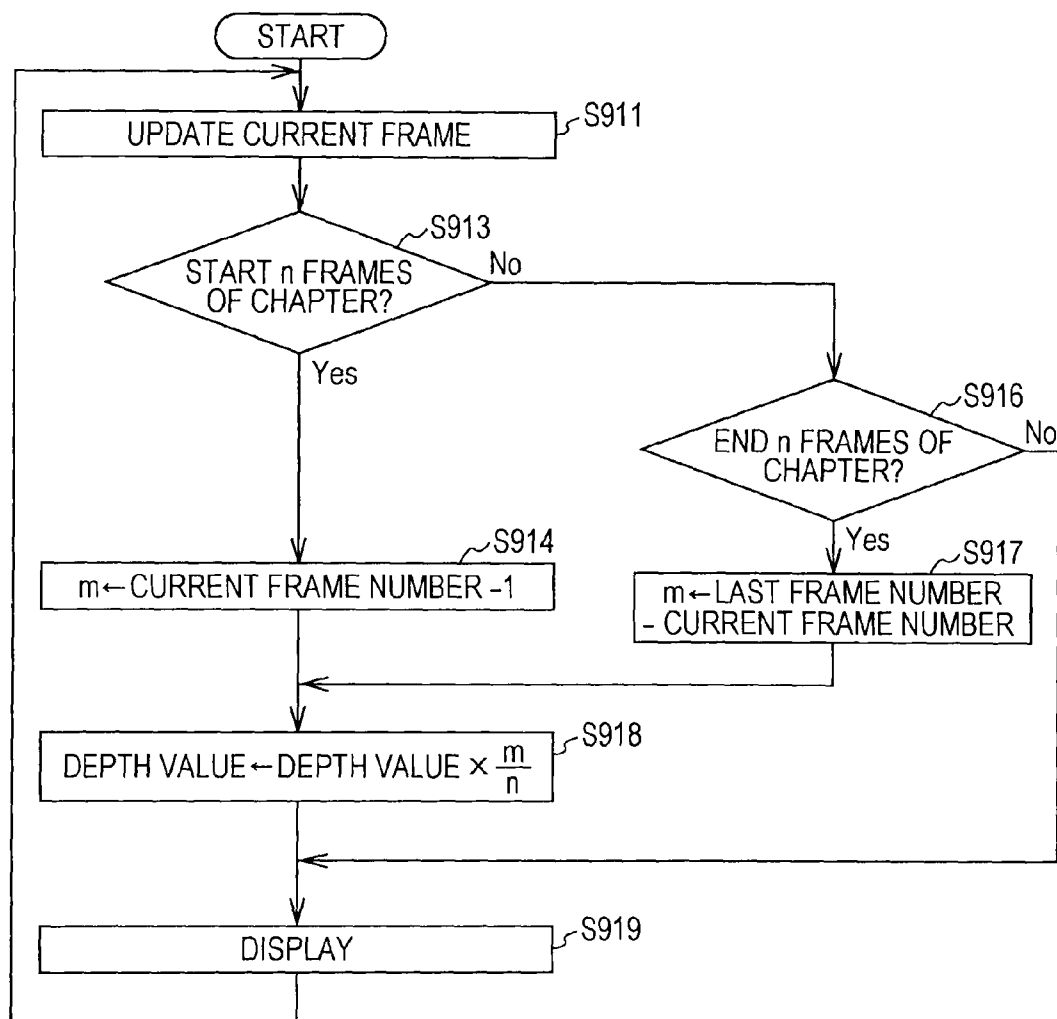 START
UPDATE CURRENT FRAME
S911
S913
START n FRAMES
OF CHAPTER?
No
Yes
S916
END n FRAMES OF
CHAPTER?
No
Yes
S914
m←CURRENT FRAME NUMBER -1
S917
m←LAST FRAME NUMBER
- CURRENT FRAME NUMBER
S918
DEPTH VALUE←DEPTH VALUE × m/n
S919
DISPLAY